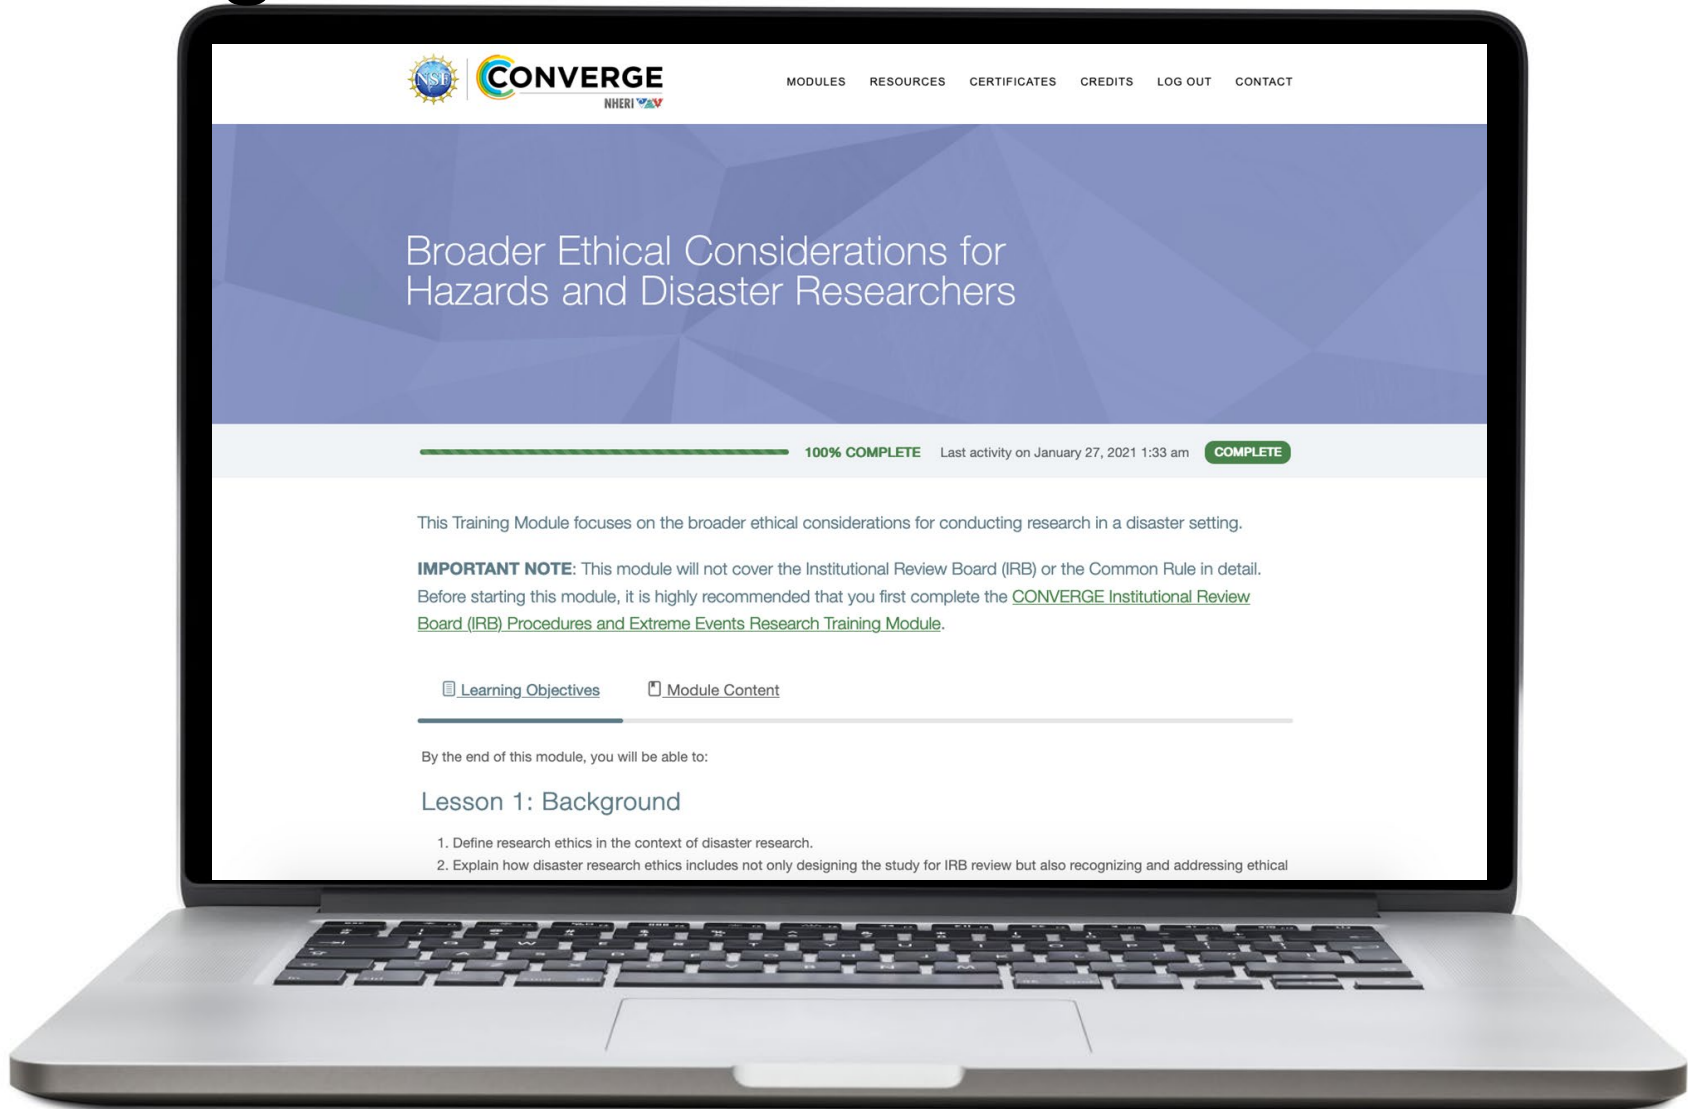 NSF
CONVERGE
NHERI
MODULES RESOURCES CERTIFICATES CREDITS LOG OUT CONTACT
Broader Ethical Considerations for
Hazards and Disaster Researchers
100% COMPLETE Last activity on January 27, 2021 1:33 am COMPLETE
This Training Module focuses on the broader ethical considerations for conducting research in a disaster setting.
IMPORTANT NOTE: This module will not cover the Institutional Review Board (IRB) or the Common Rule in detail.
Before starting this module, it is highly recommended that you first complete the CONVERGE Institutional Review
Board (IRB) Procedures and Extreme Events Research Training Module.
Learning Objectives Module Content
By the end of this module, you will be able to:
Lesson 1: Background
1. Define research ethics in the context of disaster research.
2. Explain how disaster research ethics includes not only designing the study for IRB review but also recognizing and addressing ethical